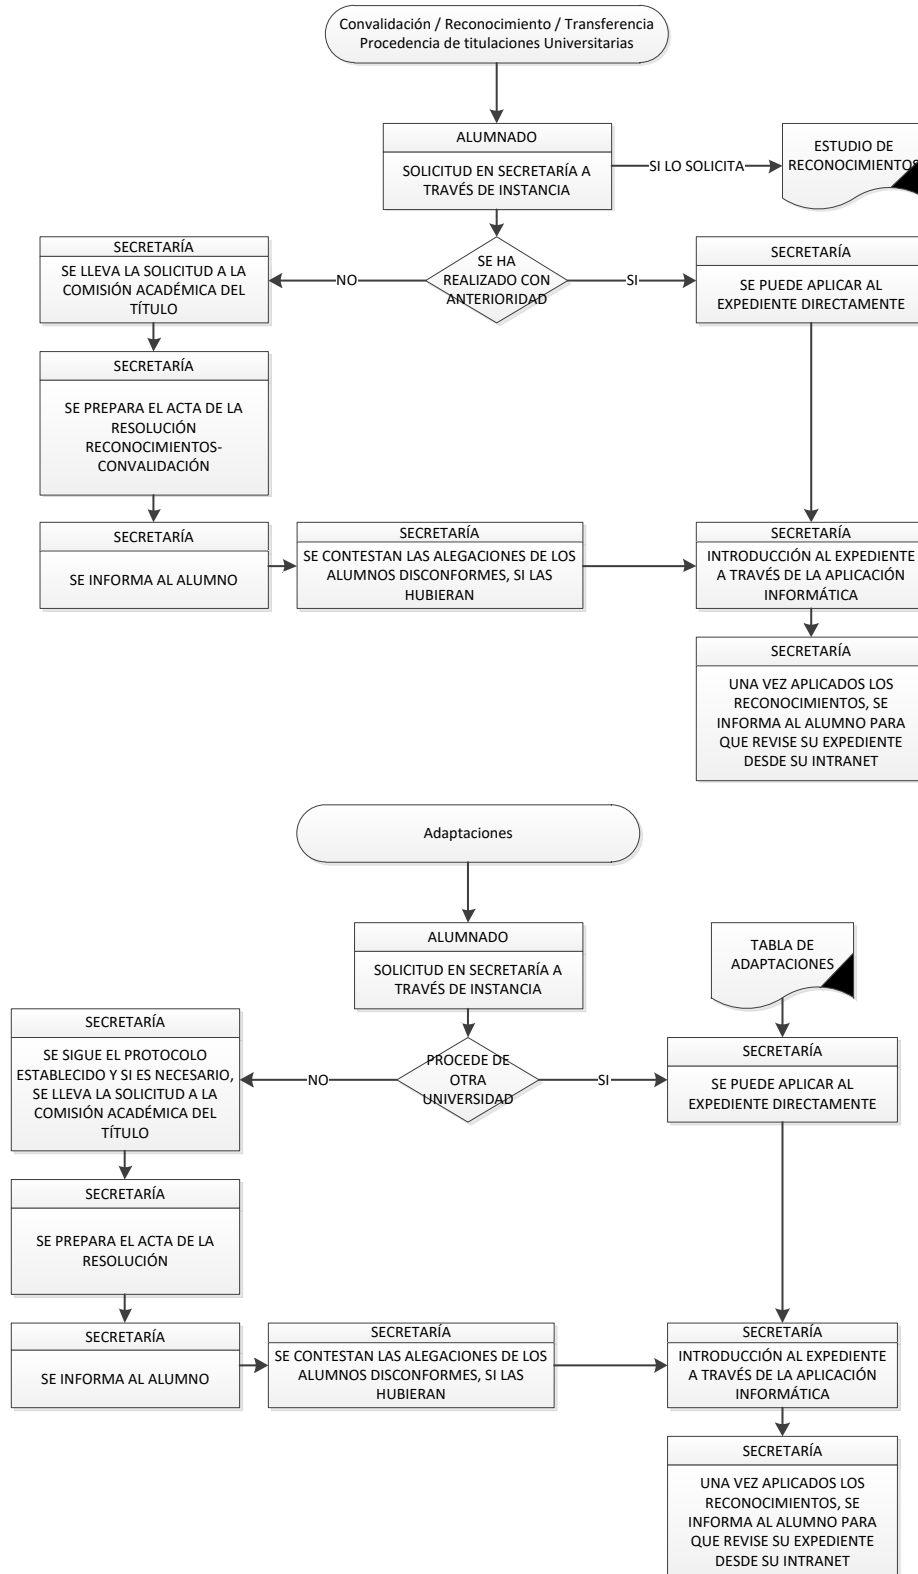 Convalidación / Reconocimiento / Transferencia
Procedencia de titulaciones Universitarias
ALUMNADO
SOLICITUD EN SECRETARÍA A
TRAVÉS DE INSTANCIA
SI LO SOLICITA
ESTUDIO DE
RECONOCIMIENTOS
SE HA
REALIZADO CON
ANTERIORIDAD
NO
SI
SECRETARÍA
SE LLEVA LA SOLICITUD A LA
COMISIÓN ACADÉMICA DEL
TÍTULO
SECRETARÍA
SE PUEDE APLICAR AL
EXPEDIENTE DIRECTAMENTE
SECRETARÍA
SE PREPARA EL ACTA DE LA
RESOLUCIÓN
RECONOCIMIENTOS-
CONVALIDACIÓN
SECRETARÍA
SE INFORMA AL ALUMNO
SECRETARÍA
SE CONTESTAN LAS ALEGACIONES DE LOS
ALUMNOS DISCONFORMES, SI LAS
HUBIERAN
SECRETARÍA
INTRODUCCIÓN AL EXPEDIENTE
A TRAVÉS DE LA APLICACIÓN
INFORMÁTICA
SECRETARÍA
UNA VEZ APLICADOS LOS
RECONOCIMIENTOS, SE
INFORMA AL ALUMNO PARA
QUE REVISE SU EXPEDIENTE
DESDE SU INTRANET
Adaptaciones
ALUMNADO
SOLICITUD EN SECRETARÍA A
TRAVÉS DE INSTANCIA
TABLA DE
ADAPTACIONES
PROCEDE DE
OTRA
UNIVERSIDAD
NO
SI
SECRETARÍA
SE SIGUE EL PROTOCOLO
ESTABLECIDO Y SI ES NECESARIO,
SE LLEVA LA SOLICITUD A LA
COMISIÓN ACADÉMICA DEL
TÍTULO
SECRETARÍA
SE PUEDE APLICAR AL
EXPEDIENTE DIRECTAMENTE
SECRETARÍA
SE PREPARA EL ACTA DE LA
RESOLUCIÓN
SECRETARÍA
SE INFORMA AL ALUMNO
SECRETARÍA
SE CONTESTAN LAS ALEGACIONES DE LOS
ALUMNOS DISCONFORMES, SI LAS
HUBIERAN
SECRETARÍA
INTRODUCCIÓN AL EXPEDIENTE
A TRAVÉS DE LA APLICACIÓN
INFORMÁTICA
SECRETARÍA
UNA VEZ APLICADOS LOS
RECONOCIMIENTOS, SE
INFORMA AL ALUMNO PARA
QUE REVISE SU EXPEDIENTE
DESDE SU INTRANET